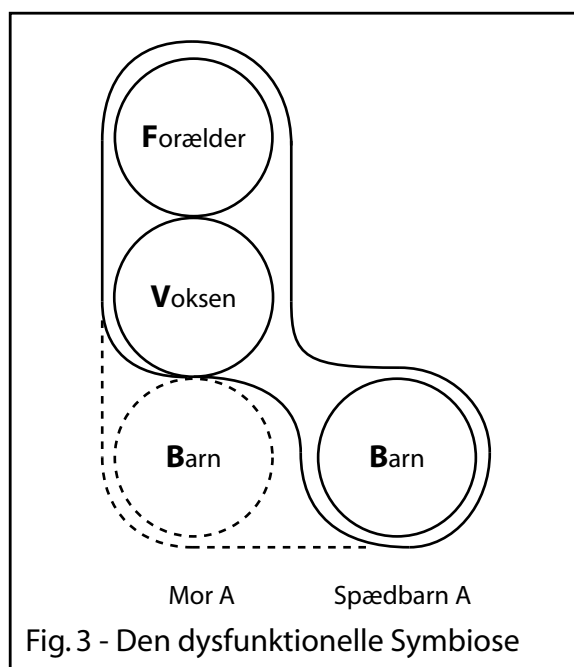 Forælder
Voksen
Barn Barn
Mor A Spædbarn A
Fig. 3 - Den dysfunktionelle Symbiose